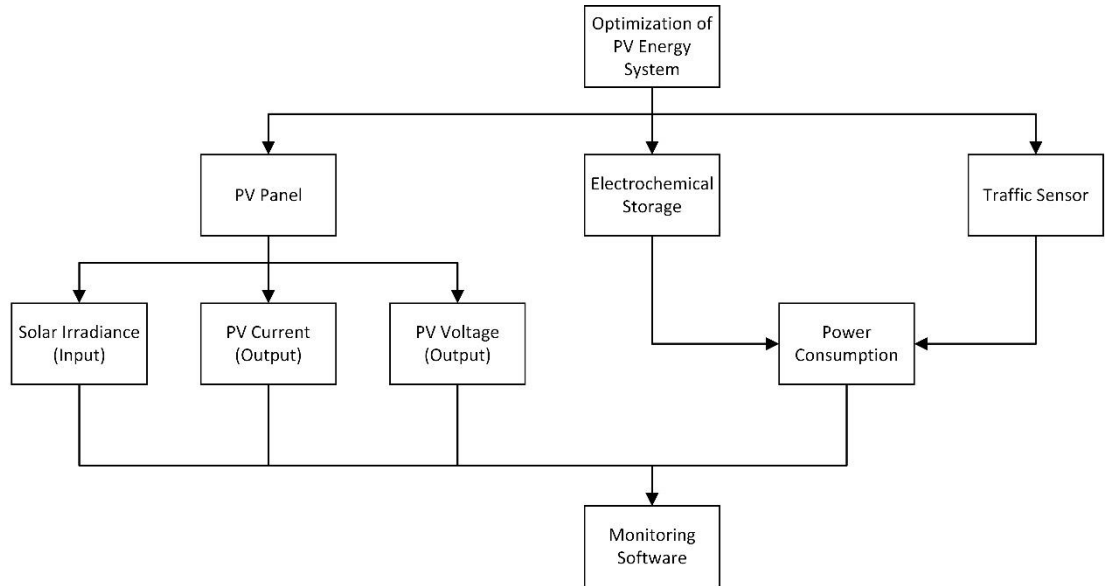 Optimization of
PV Energy
System
PV Panel
Electrochemical
Storage
Traffic Sensor
Solar Irradiance
(Input)
PV Current
(Output)
PV Voltage
(Output)
Power
Consumption
Monitoring
Software